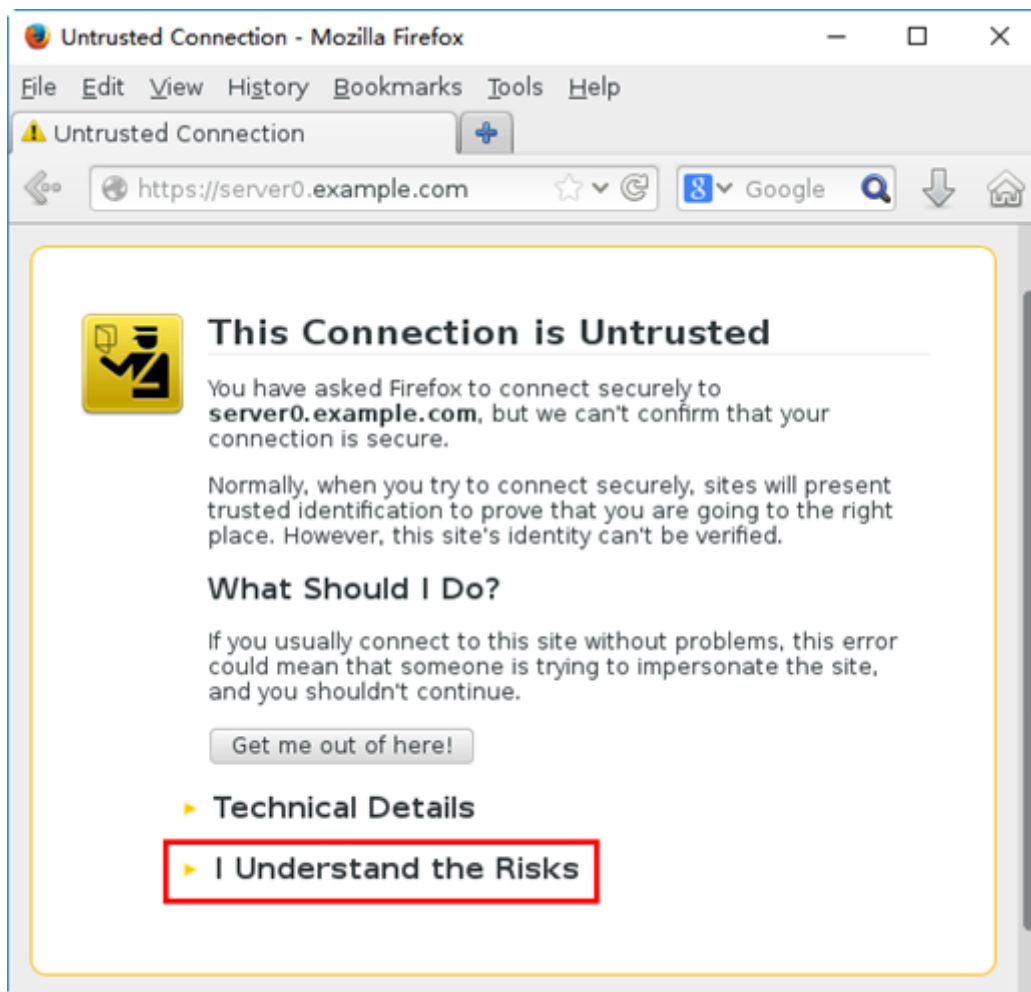 Untrusted Connection - Mozilla Firefox
File Edit View History Bookmarks Tools Help
Untrusted Connection
https://server0.example.com
8 Google
This Connection is Untrusted
You have asked Firefox to connect securely to
server0.example.com, but we can't confirm that your
connection is secure.
Normally, when you try to connect securely, sites will present
trusted identification to prove that you are going to the right
place. However, this site's identity can't be verified.
What Should I Do?
If you usually connect to this site without problems, this error
could mean that someone is trying to impersonate the site,
and you shouldn't continue.
Get me out of here!
Technical Details
I Understand the Risks